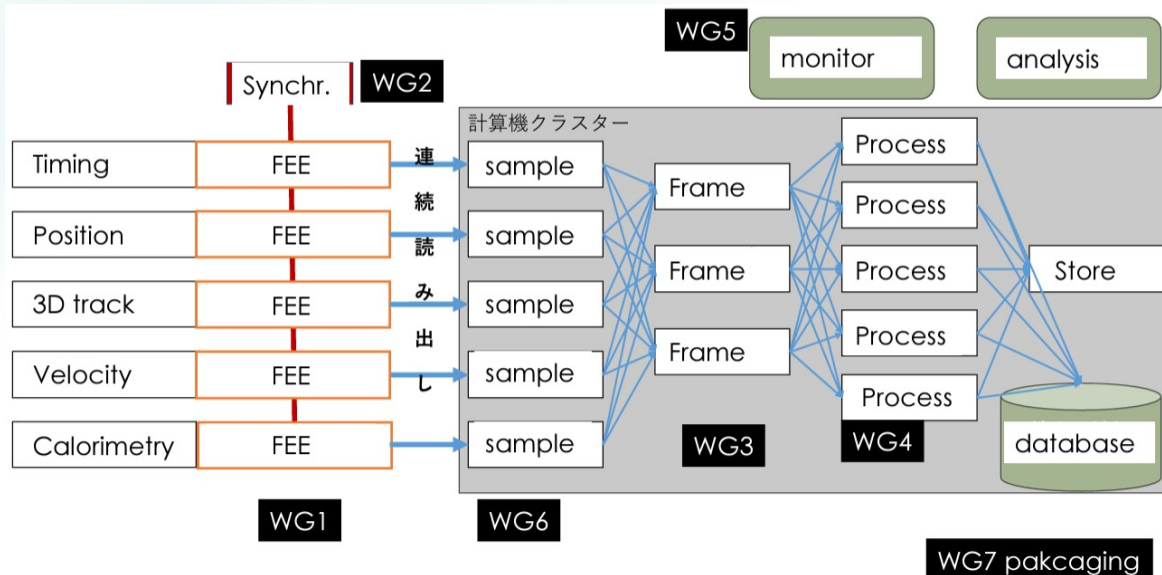 WG5
monitor
analysis
Synchr.
WG2
計算機クラスター
Timing
FEE
sample
Position
FEE
sample
3D track
FEE
sample
Velocity
FEE
sample
Calorimetry
FEE
sample
連続読み出し
Frame
Frame
Frame
Process
Process
Process
Process
Process
Store
database
WG3
WG4
WG1
WG6
WG7 pakcaging